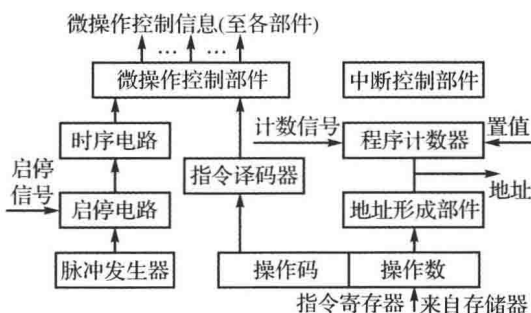 微操作控制信息(至各部件)
… … …
微操作控制部件
中断控制部件
计数信号
置值
时序电路
程序计数器
启停
信号
指令译码器
地址
启停电路
地址形成部件
脉冲发生器
操作码
操作数
指令寄存器
来自存储器